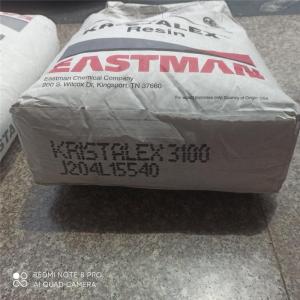 KRISTALEX
Resin
EASTMAN
Eastman Chemical Company
200 S. Wilcox Dr, Kingsport, TN 37660
KRISTALEX 3100
J204L15540
REDMI NOTE 8 PRO
AI QUAD CAMERA